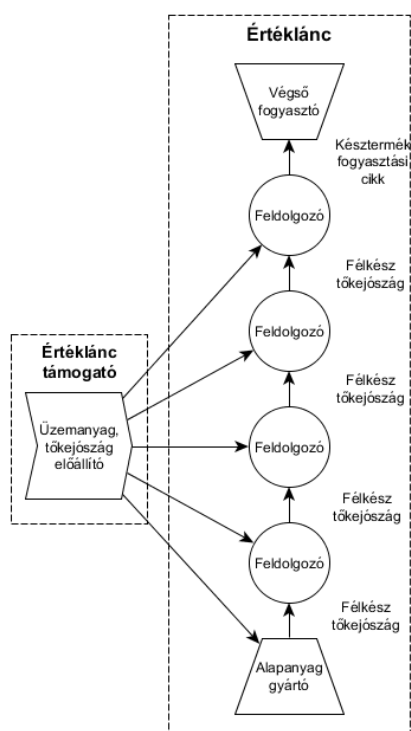 Értéklánc
Végső
fogyasztó
Késztermék
fogyasztási
cikk
Feldolgozó
Félkész
tőkejószág
Feldolgozó
Értéklánc
támogató
Félkész
tőkejószág
Üzemanyag,
tőkejószág
előállító
Feldolgozó
Félkész
tőkejószág
Feldolgozó
Félkész
tőkejószág
Alapanyag
gyártó